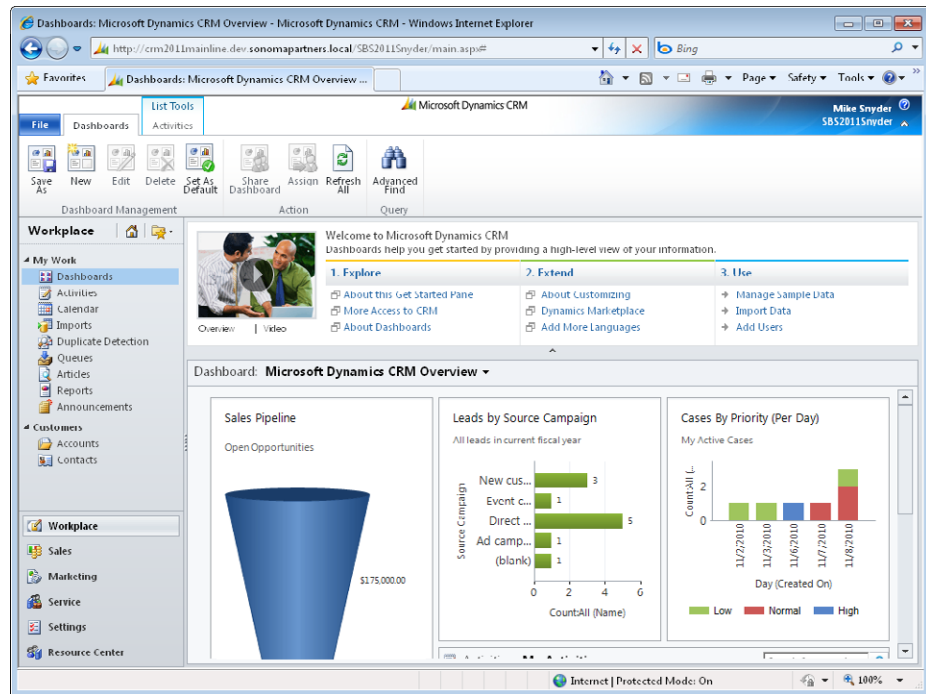 Dashboards: Microsoft Dynamics CRM Overview - Microsoft Dynamics CRM - Windows Internet Explorer
http://crm2011mainline.dev.sonomapartners.local/SBS2011Snyder/main.aspx#
Bing
Favorites
Dashboards: Microsoft Dynamics CRM Overview ...
Page
Safety
Tools
List Tools
Microsoft Dynamics CRM
Mike Snyder
SBS2011Snyder
File
Dashboards
Activities
Save As
New
Edit
Delete
Set As Default
Share Dashboard
Assign
Refresh All
Advanced Find
Dashboard Management
Action
Query
Workplace
My Work
Dashboards
Activities
Calendar
Imports
Duplicate Detection
Queues
Articles
Reports
Announcements
Customers
Accounts
Contacts
Workplace
Sales
Marketing
Service
Settings
Resource Center
Welcome to Microsoft Dynamics CRM
Dashboards help you get started by providing a high-level view of your information.
Overview | Video
1. Explore
About this Get Started Pane
More Access to CRM
About Dashboards
2. Extend
About Customizing
Dynamics Marketplace
Add More Languages
3. Use
Manage Sample Data
Import Data
Add Users
Dashboard: Microsoft Dynamics CRM Overview
Sales Pipeline
Open Opportunities
$175,000.00
Leads by Source Campaign
All leads in current fiscal year
Source Campaign
New cus... 3
Event c... 1
Direct ... 5
Ad camp... 1
(blank) 1
0 2 4 6
Count:All (Name)
Cases By Priority (Per Day)
My Active Cases
Count:All (...
2
0
11/2/2010
11/3/2010
11/6/2010
11/7/2010
11/8/2010
Day (Created On)
Low Normal High
Internet | Protected Mode: On
100%